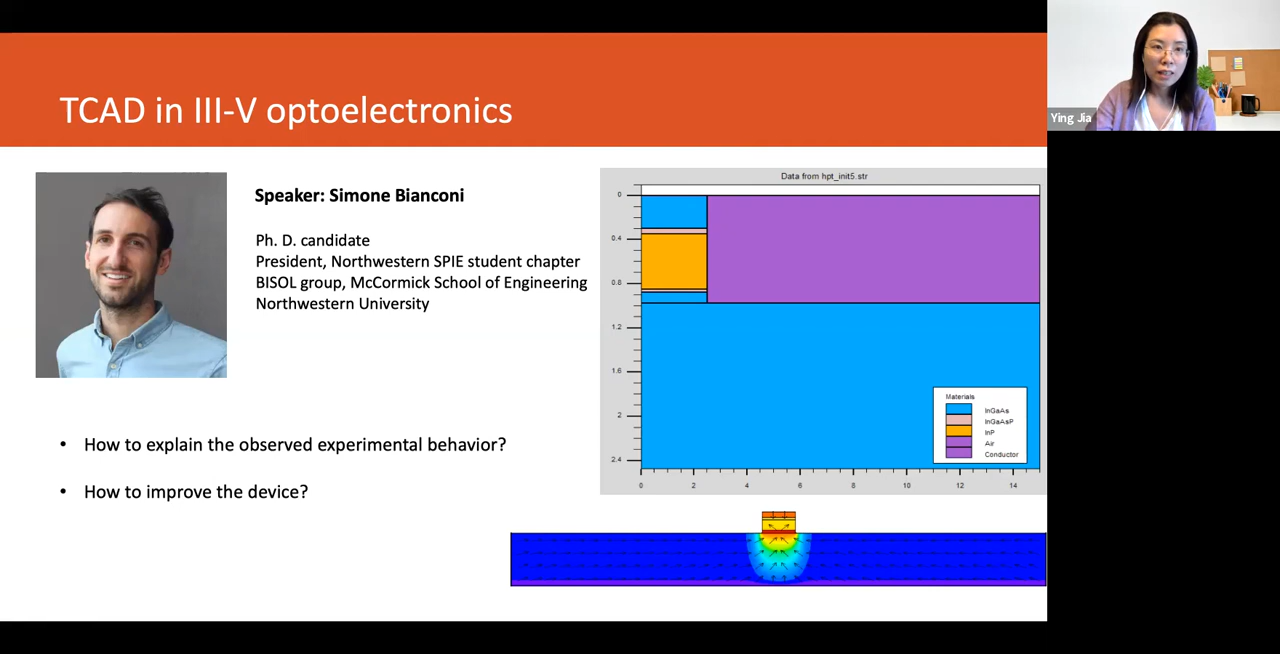 TCAD in III-V optoelectronics
Ying Jia
Speaker: Simone Bianconi
Ph. D. candidate
President, Northwestern SPIE student chapter
BISOL group, McCormick School of Engineering
Northwestern University
• How to explain the observed experimental behavior?
• How to improve the device?
Data from hpt_init5.str
0
0.4
0.8
1.2
1.6
2
2.4
0 2 4 6 8 10 12 14
Materials
InGaAs
InGaAsP
InP
Air
Conductor